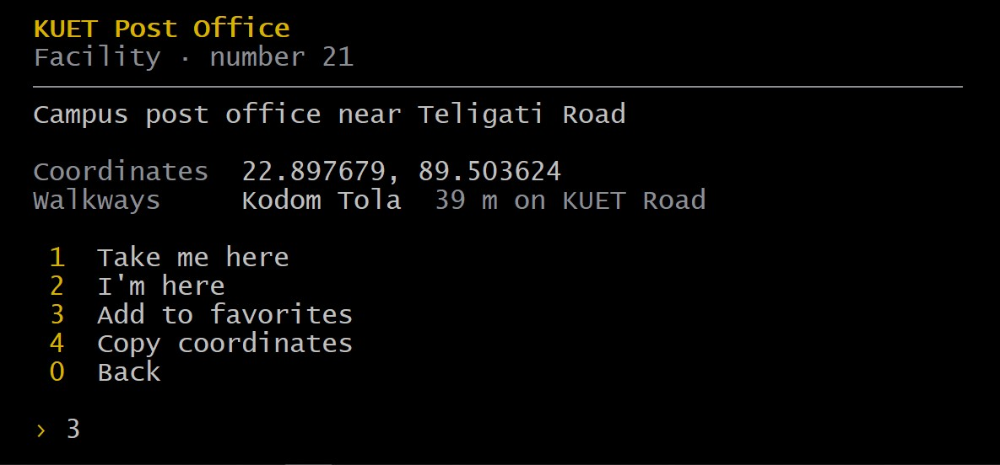 KUET Post Office
Facility · number 21
Campus post office near Teligati Road
Coordinates  22.897679, 89.503624
Walkways  Kodom Tola  39 m on KUET Road
1  Take me here
2  I'm here
3  Add to favorites
4  Copy coordinates
0  Back
› 3